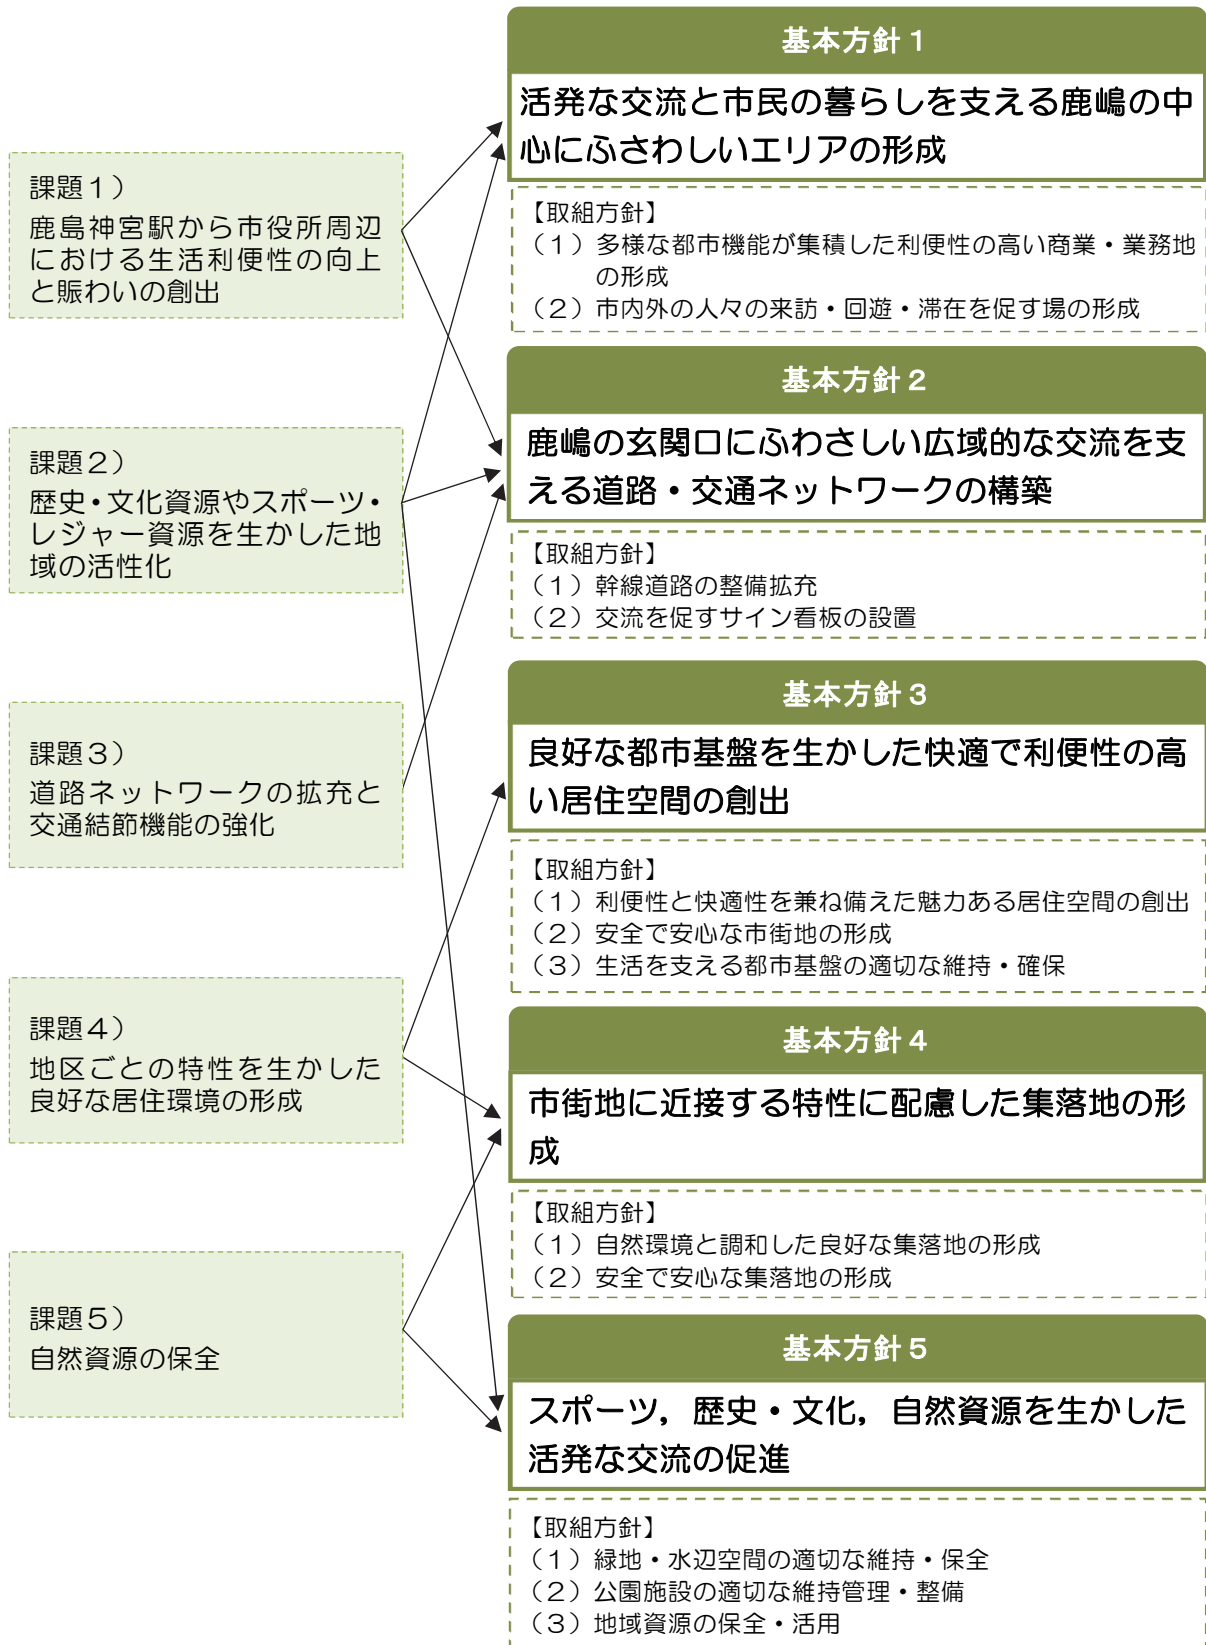 課題１）
鹿島神宮駅から市役所周辺
における生活利便性の向上
と賑わいの創出
課題２）
歴史・文化資源やスポーツ・
レジャー資源を生かした地
域の活性化
課題３）
道路ネットワークの拡充と
交通結節機能の強化
課題４）
地区ごとの特性を生かした
良好な居住環境の形成
課題５）
自然資源の保全
基本方針１
活発な交流と市民の暮らしを支える鹿嶋の中
心にふさわしいエリアの形成
【取組方針】
（１）多様な都市機能が集積した利便性の高い商業・業務地
の形成
（２）市内外の人々の来訪・回遊・滞在を促す場の形成
基本方針２
鹿嶋の玄関口にふわさしい広域的な交流を支
える道路・交通ネットワークの構築
【取組方針】
（１）幹線道路の整備拡充
（２）交流を促すサイン看板の設置
基本方針３
良好な都市基盤を生かした快適で利便性の高
い居住空間の創出
【取組方針】
（１）利便性と快適性を兼ね備えた魅力ある居住空間の創出
（２）安全で安心な市街地の形成
（３）生活を支える都市基盤の適切な維持・確保
基本方針４
市街地に近接する特性に配慮した集落地の形
成
【取組方針】
（１）自然環境と調和した良好な集落地の形成
（２）安全で安心な集落地の形成
基本方針５
スポーツ，歴史・文化，自然資源を生かした
活発な交流の促進
【取組方針】
（１）緑地・水辺空間の適切な維持・保全
（２）公園施設の適切な維持管理・整備
（３）地域資源の保全・活用